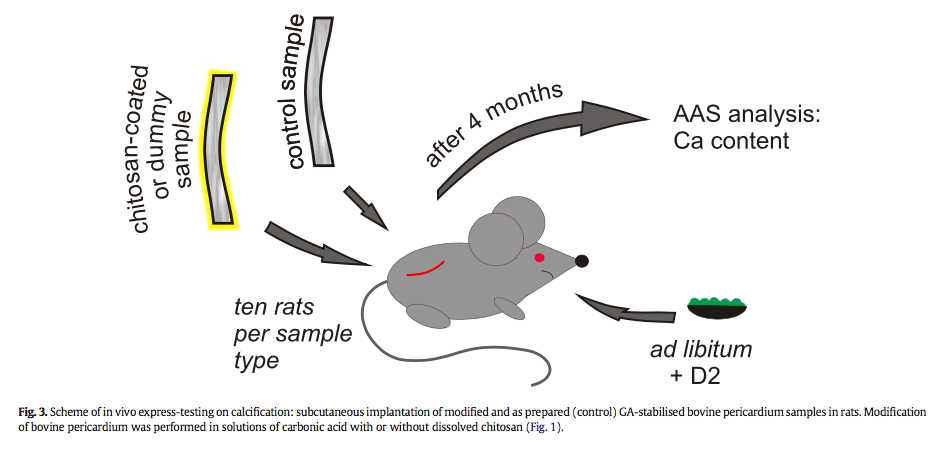 chitosan-coated
or dummy
sample
control sample
after 4 months
AAS analysis:
Ca content
ten rats
per sample
type
ad libitum
+ D2
Fig. 3. Scheme of in vivo express-testing on calcification: subcutaneous implantation of modified and as prepared (control) GA-stabilised bovine pericardium samples in rats. Modification
of bovine pericardium was performed in solutions of carbonic acid with or without dissolved chitosan (Fig. 1).